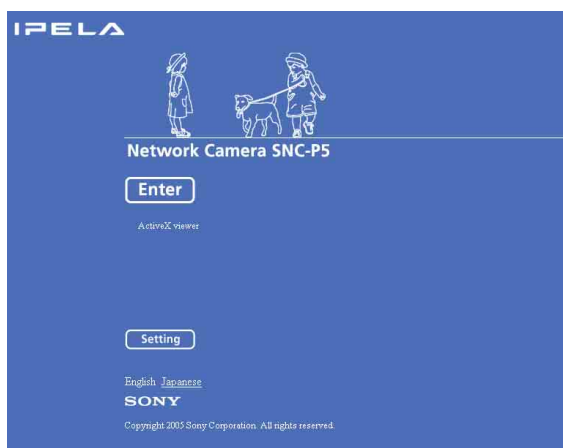 IPELA
Network Camera SNC-P5
Enter
ActiveX viewer
Setting
English Japanese
SONY
Copyright 2005 Sony Corporation. All rights reserved.